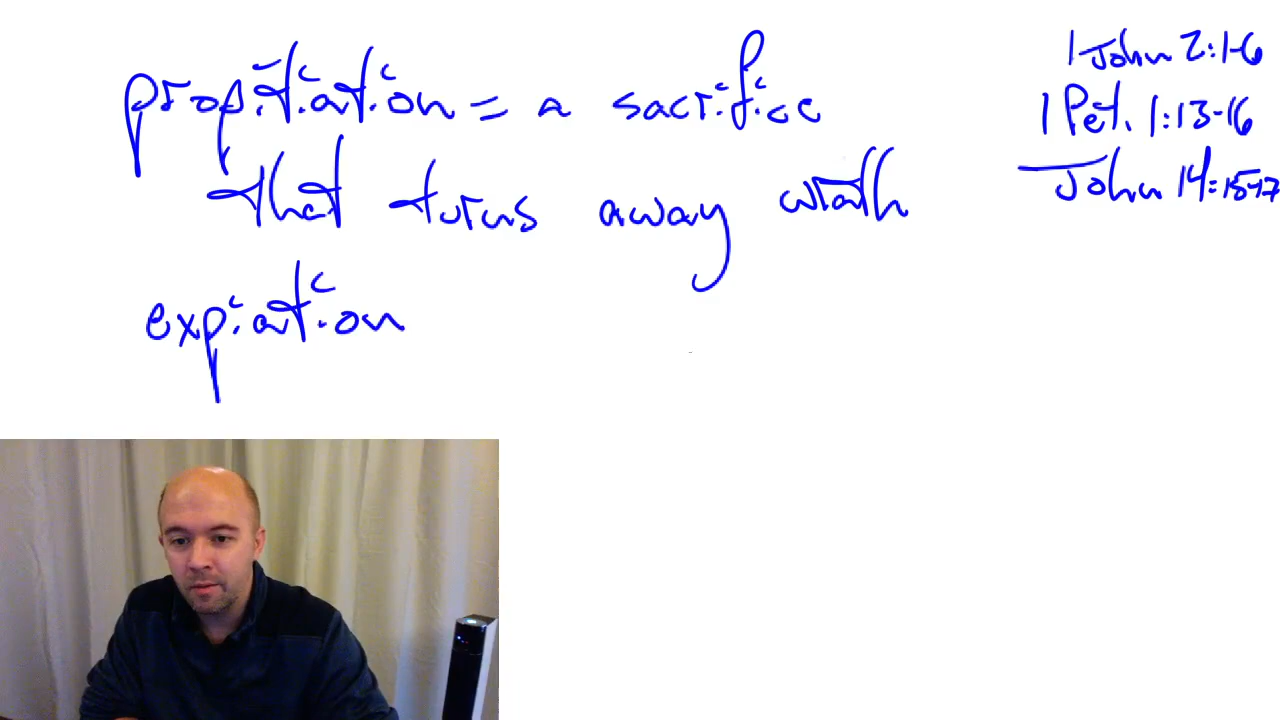 propitiation = a sacrifice
that turns away wrath
expiation
1 John 2:1-6
1 Pet. 1:13-16
John 14:15-17